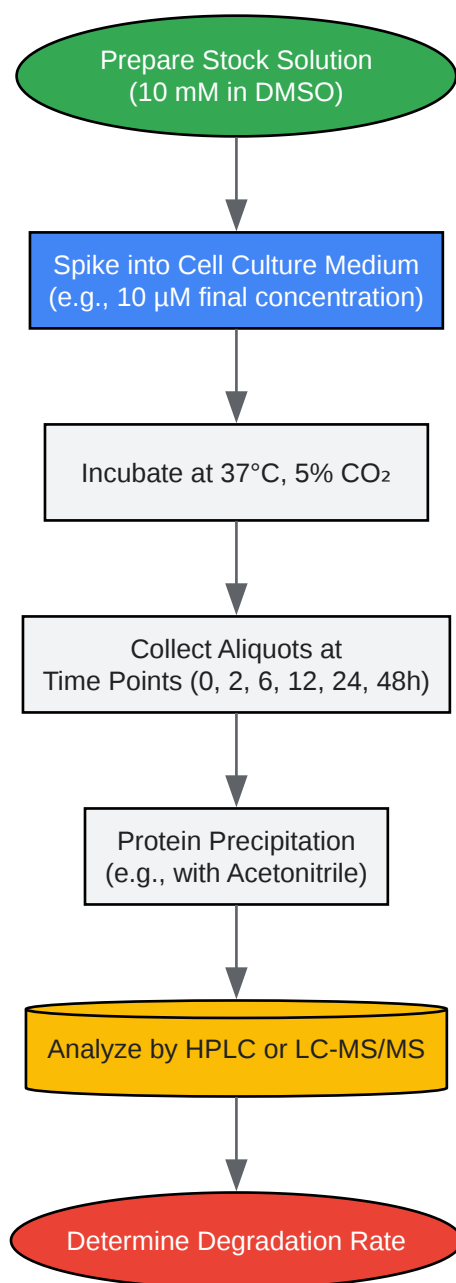 Prepare Stock Solution
(10 mM in DMSO)
Spike into Cell Culture Medium
(e.g., 10 µM final concentration)
Incubate at 37°C, 5% CO₂
Collect Aliquots at
Time Points (0, 2, 6, 12, 24, 48h)
Protein Precipitation
(e.g., with Acetonitrile)
Analyze by HPLC or LC-MS/MS
Determine Degradation Rate